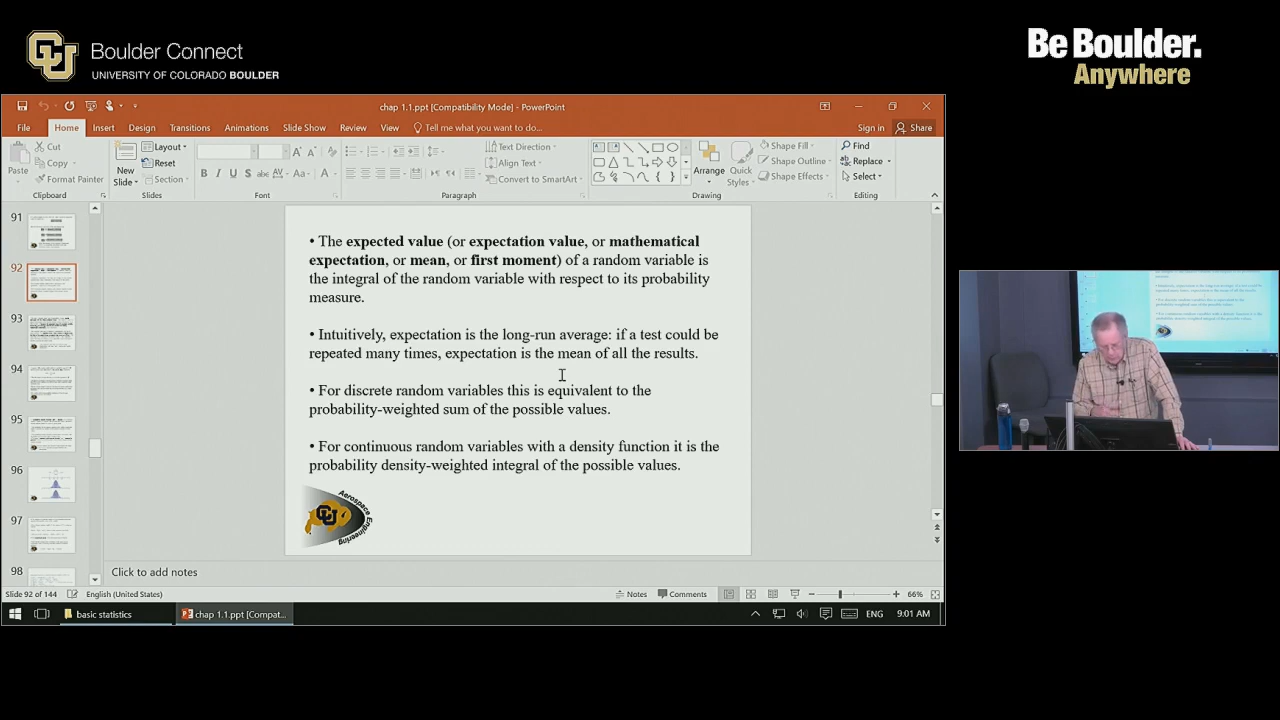 CU
Boulder Connect
UNIVERSITY OF COLORADO BOULDER
Be Boulder.
Anywhere
chap 1.1.ppt [Compatibility Mode] - PowerPoint
File Home Insert Design Transitions Animations Slide Show Review View Tell me what you want to do... Sign in Share
Paste
Cut
Copy
Format Painter
Clipboard
New
Slide
Layout
Reset
Section
Slides
B I U S abc AV Aa A
Font
Text Direction
Align Text
Convert to SmartArt
Paragraph
Arrange
Quick
Styles
Shape Fill
Shape Outline
Shape Effects
Drawing
Find
Replace
Select
Editing
91
92
93
94
95
96
97
98
• The expected value (or expectation value, or mathematical
expectation, or mean, or first moment) of a random variable is
the integral of the random variable with respect to its probability
measure.
• Intuitively, expectation is the long-run average: if a test could be
repeated many times, expectation is the mean of all the results.
• For discrete random variables this is equivalent to the
probability-weighted sum of the possible values.
• For continuous random variables with a density function it is the
probability density-weighted integral of the possible values.
CU
Aerospace
Engineering
Click to add notes
Slide 92 of 144 English (United States) Notes Comments 66%
basic statistics
chap 1.1.ppt [Compat...
ENG 9:01 AM